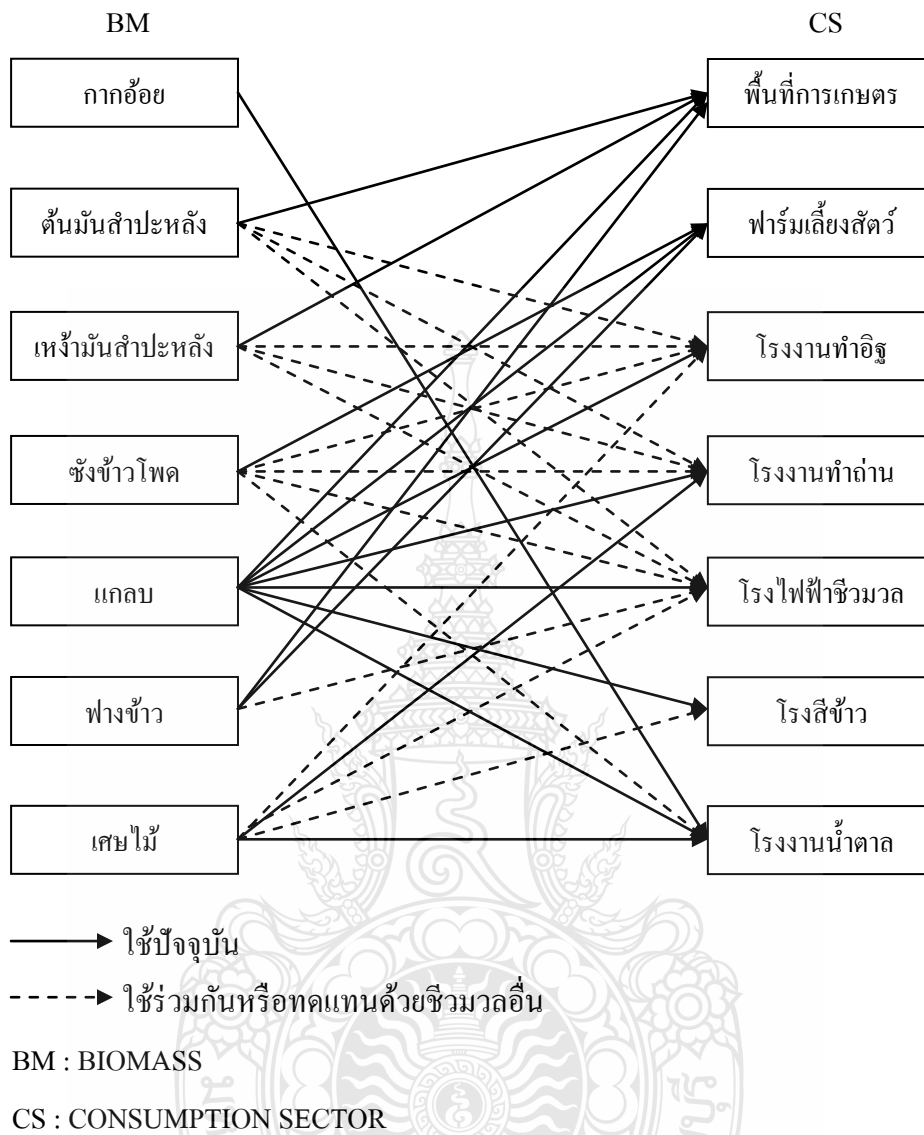 BM CS
กากอ้อย พื้นที่การเกษตร
ต้นมันสำปะหลัง ฟาร์มเลี้ยงสัตว์
เหง้ามันสำปะหลัง โรงงานทำอิฐ
ซังข้าวโพด โรงงานทำถ่าน
แกลบ โรงไฟฟ้าชีวมวล
ฟางข้าว โรงสีข้าว
เศษไม้ โรงงานน้ำตาล
ใช้ปัจจุบัน
ใช้ร่วมกันหรือทดแทนด้วยชีวมวลอื่น
BM : BIOMASS
CS : CONSUMPTION SECTOR